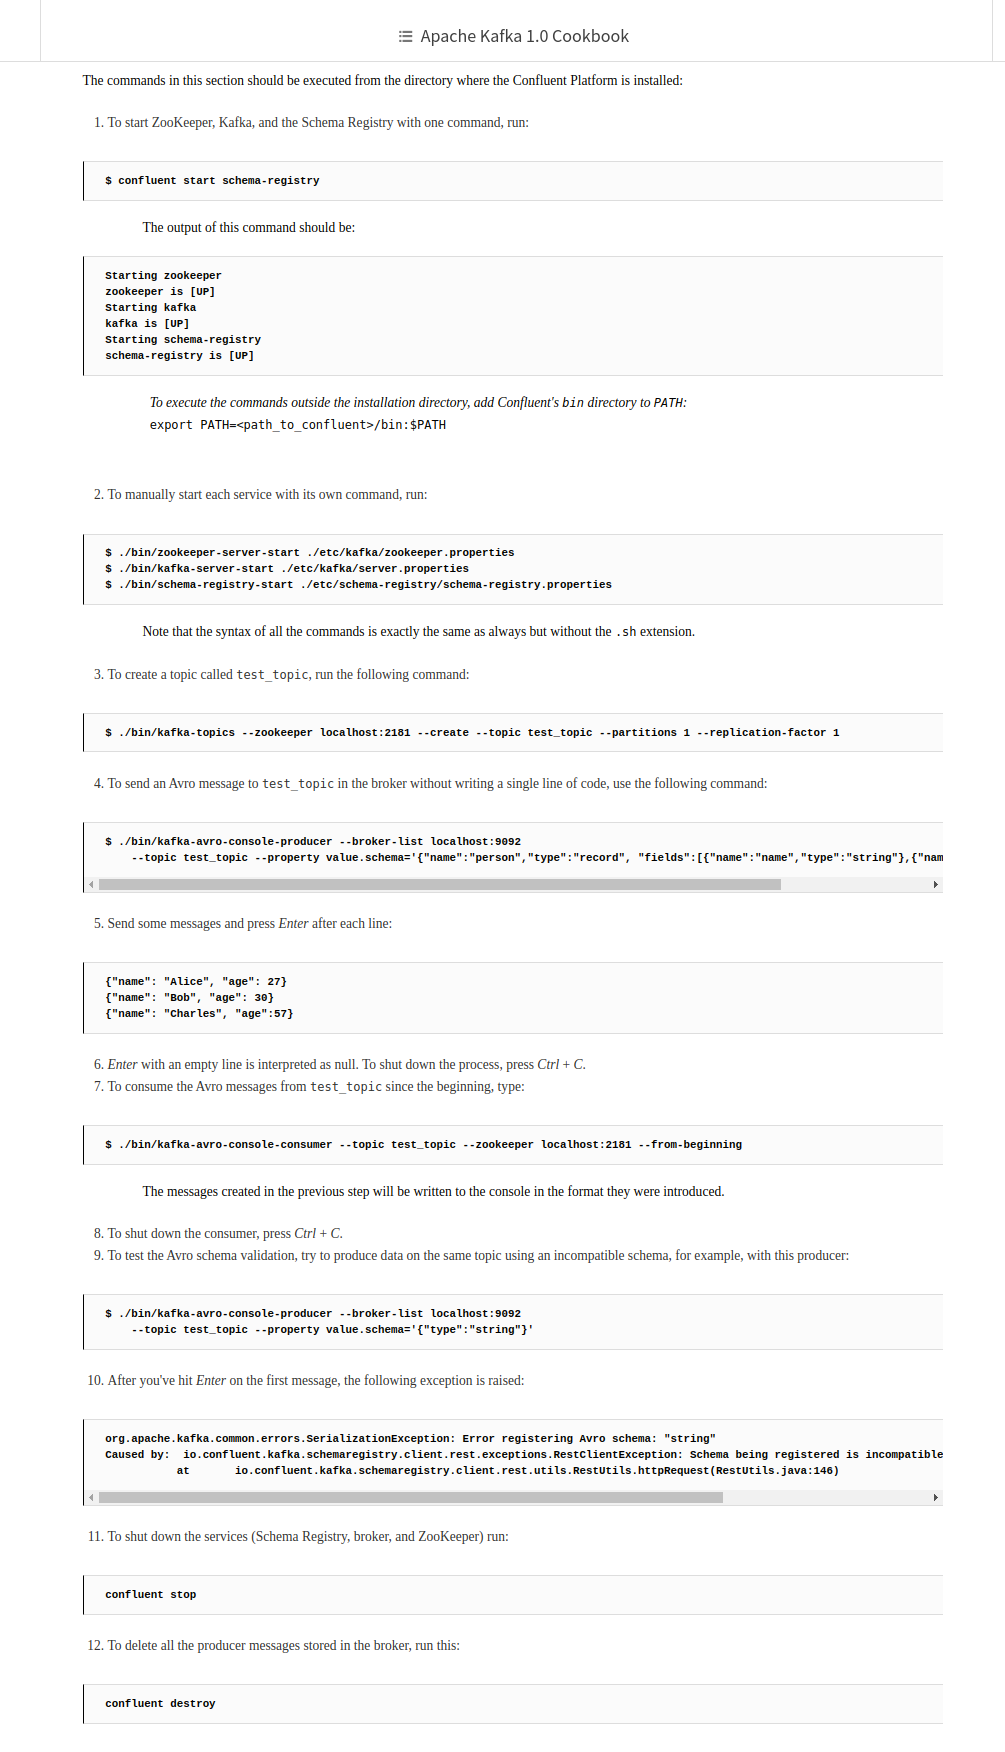 Apache Kafka 1.0 Cookbook
The commands in this section should be executed from the directory where the Confluent Platform is installed:
1. To start ZooKeeper, Kafka, and the Schema Registry with one command, run:
$ confluent start schema-registry
The output of this command should be:
Starting zookeeper
zookeeper is [UP]
Starting kafka
kafka is [UP]
Starting schema-registry
schema-registry is [UP]
To execute the commands outside the installation directory, add Confluent's bin directory to PATH:
export PATH=<path_to_confluent>/bin:$PATH
2. To manually start each service with its own command, run:
$ ./bin/zookeeper-server-start ./etc/kafka/zookeeper.properties
$ ./bin/kafka-server-start ./etc/kafka/server.properties
$ ./bin/schema-registry-start ./etc/schema-registry/schema-registry.properties
Note that the syntax of all the commands is exactly the same as always but without the .sh extension.
3. To create a topic called test_topic, run the following command:
$ ./bin/kafka-topics --zookeeper localhost:2181 --create --topic test_topic --partitions 1 --replication-factor 1
4. To send an Avro message to test_topic in the broker without writing a single line of code, use the following command:
$ ./bin/kafka-avro-console-producer --broker-list localhost:9092
--topic test_topic --property value.schema='{"name":"person","type":"record", "fields":[{"name":"name","type":"string"},{"nam
5. Send some messages and press Enter after each line:
{"name": "Alice", "age": 27}
{"name": "Bob", "age": 30}
{"name": "Charles", "age":57}
6. Enter with an empty line is interpreted as null. To shut down the process, press Ctrl + C.
7. To consume the Avro messages from test_topic since the beginning, type:
$ ./bin/kafka-avro-console-consumer --topic test_topic --zookeeper localhost:2181 --from-beginning
The messages created in the previous step will be written to the console in the format they were introduced.
8. To shut down the consumer, press Ctrl + C.
9. To test the Avro schema validation, try to produce data on the same topic using an incompatible schema, for example, with this producer:
$ ./bin/kafka-avro-console-producer --broker-list localhost:9092
--topic test_topic --property value.schema='{"type":"string"}'
10. After you've hit Enter on the first message, the following exception is raised:
org.apache.kafka.common.errors.SerializationException: Error registering Avro schema: "string"
Caused by:  io.confluent.kafka.schemaregistry.client.rest.exceptions.RestClientException: Schema being registered is incompatible
at      io.confluent.kafka.schemaregistry.client.rest.utils.RestUtils.httpRequest(RestUtils.java:146)
11. To shut down the services (Schema Registry, broker, and ZooKeeper) run:
confluent stop
12. To delete all the producer messages stored in the broker, run this:
confluent destroy